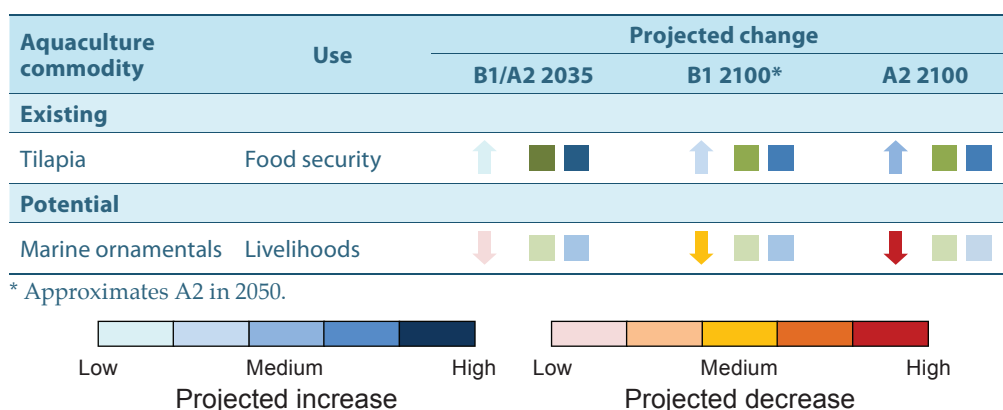 Aquaculture commodity Use Projected change
B1/A2 2035 B1 2100* A2 2100
Existing
Tilapia Food security
Potential
Marine ornamentals Livelihoods
* Approximates A2 in 2050.
Low Medium High Low Medium High
Projected increase Projected decrease